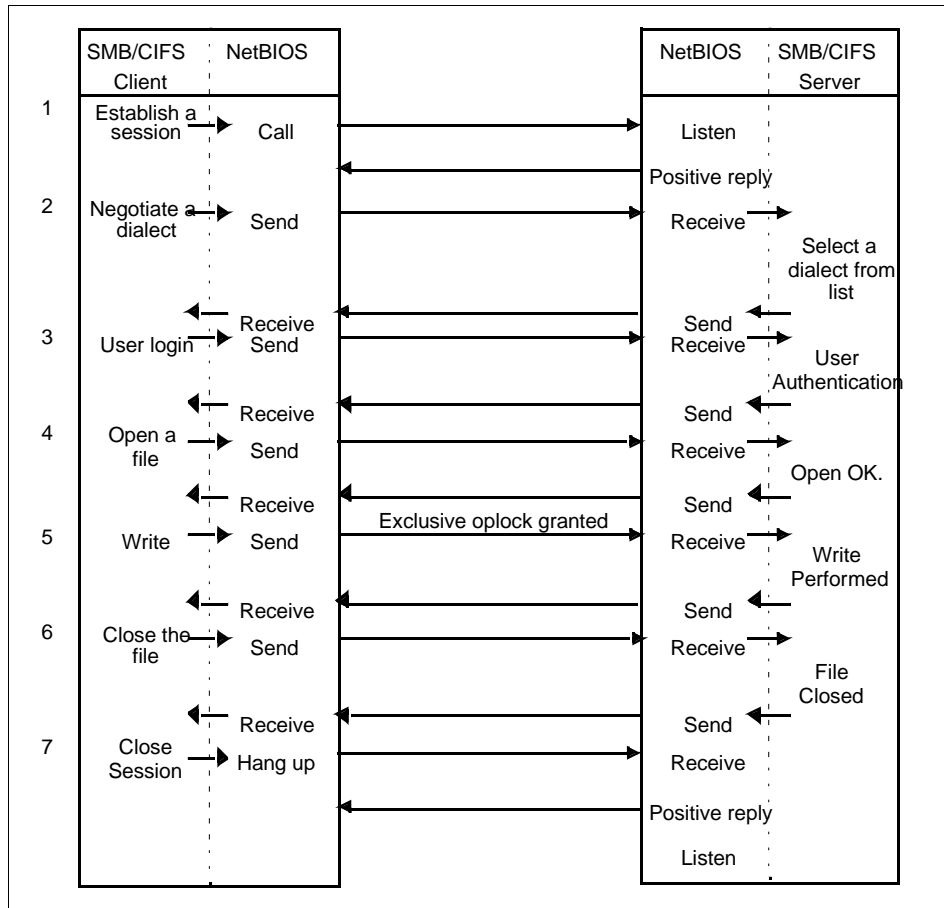 SMB/CIFS NetBIOS NetBIOS SMB/CIFS
Client Server
1
Establish a
session Call Listen
Positive reply
2 Negotiate a
dialect Send Receive
Select a
dialect from
list
Receive Send
3 User login Send Receive
User
Authentication
Receive Send
4 Open a
file Send Receive
Open OK.
Receive Send
Exclusive oplock granted
5 Write Send Receive
Write
Performed
Receive Send
6 Close the
file Send Receive
File
Closed
Receive Send
7 Close
Session Hang up Receive
Positive reply
Listen